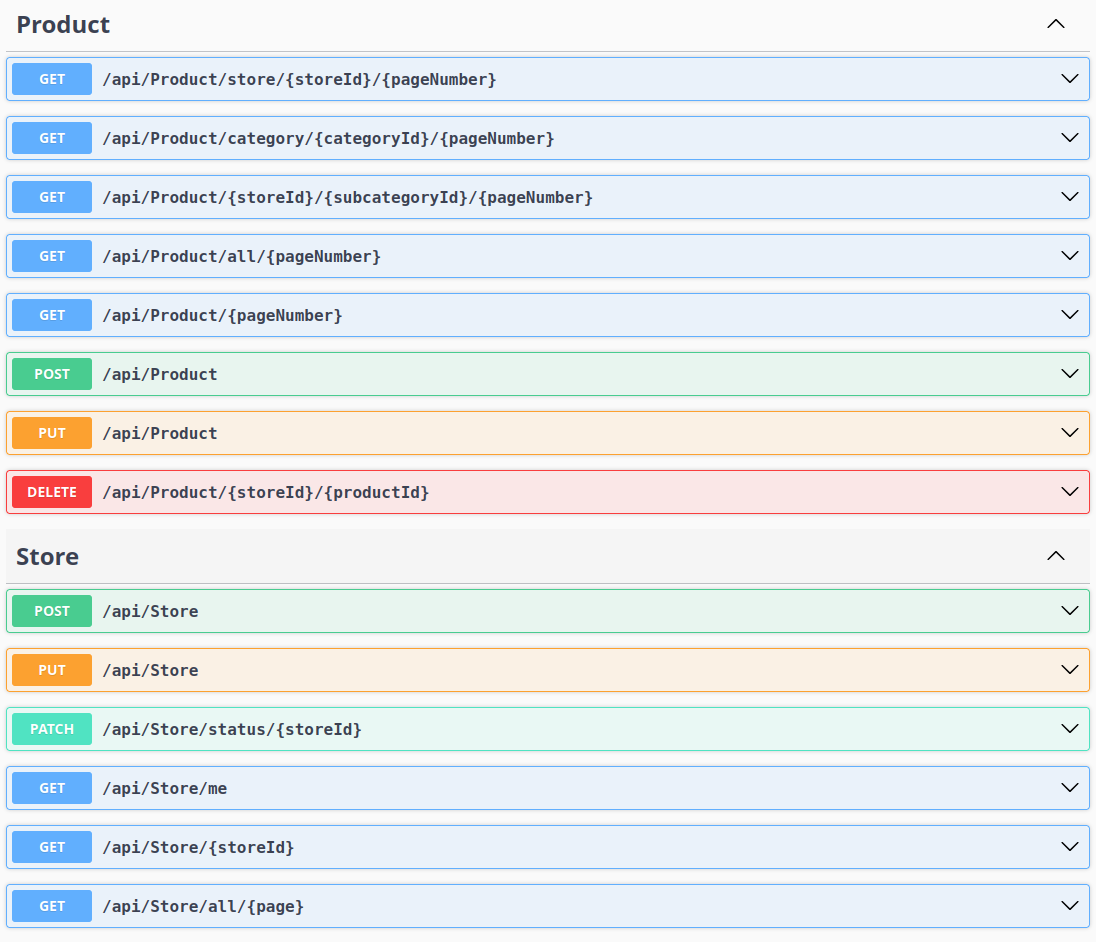 Product
GET /api/Product/store/{storeId}/{pageNumber}
GET /api/Product/category/{categoryId}/{pageNumber}
GET /api/Product/{storeId}/{subcategoryId}/{pageNumber}
GET /api/Product/all/{pageNumber}
GET /api/Product/{pageNumber}
POST /api/Product
PUT /api/Product
DELETE /api/Product/{storeId}/{productId}
Store
POST /api/Store
PUT /api/Store
PATCH /api/Store/status/{storeId}
GET /api/Store/me
GET /api/Store/{storeId}
GET /api/Store/all/{page}